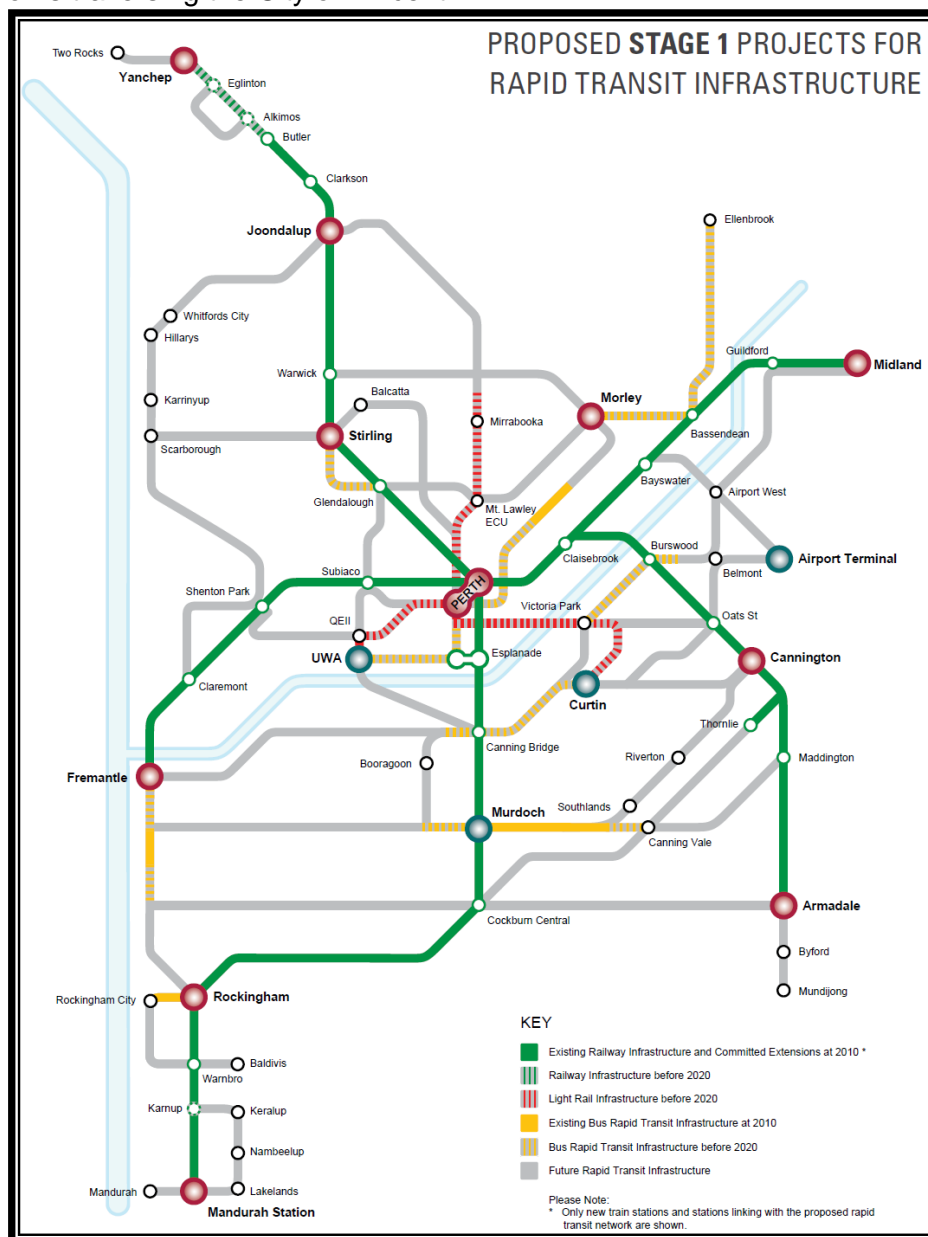 PROPOSED STAGE 1 PROJECTS FOR
RAPID TRANSIT INFRASTRUCTURE
Two Rocks
Yanchep
Eglinton
Alkimos
Butler
Clarkson
Joondalup
Ellenbrook
Whitfords City
Hillarys
Guildford
Midland
Warwick
Balcatta
Morley
Karrinyup
Mirrabooka
Bassendean
Stirling
Scarborough
Bayswater
Glendalough
Mt. Lawley
ECU
Airport West
Claisebrook
Burswood
Airport Terminal
Belmont
Subiaco
PERTH
Shenton Park
Victoria Park
Oats St
QEII
UWA
Esplanade
Cannington
Claremont
Curtin
Thornlie
Canning Bridge
Riverton
Maddington
Booragoon
Fremantle
Southlands
Murdoch
Canning Vale
Armadale
Cockburn Central
Byford
Mundijong
Rockingham
Rockingham City
Baldivis
Warnbro
Karnup
Keralup
Nambeelup
Mandurah
Lakelands
Mandurah Station
KEY
Existing Railway Infrastructure and Committed Extensions at 2010 *
Railway Infrastructure before 2020
Light Rail Infrastructure before 2020
Existing Bus Rapid Transit Infrastructure at 2010
Bus Rapid Transit Infrastructure before 2020
Future Rapid Transit Infrastructure
Please Note:
* Only new train stations and stations linking with the proposed rapid
transit network are shown.